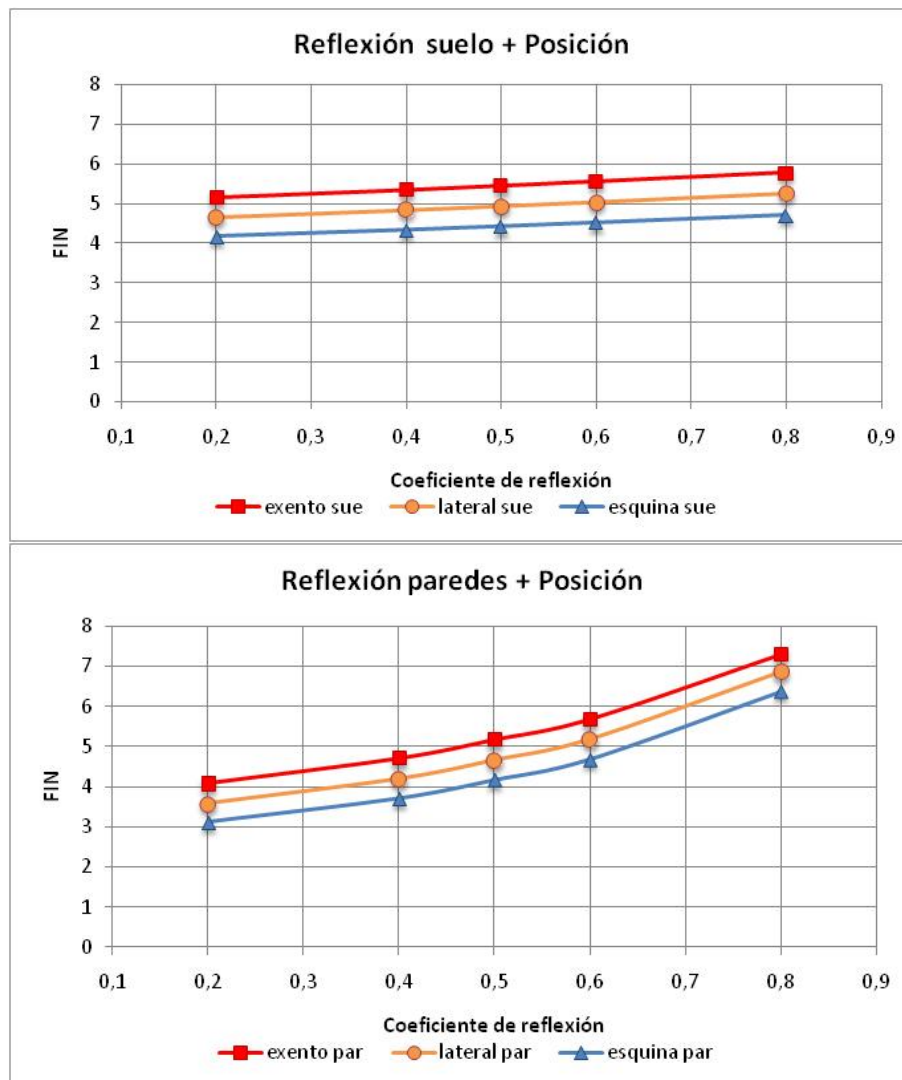 Reflexión suelo + Posición
8
7
6
5
4
3
2
1
0
FIN
0,1 0,2 0,3 0,4 0,5 0,6 0,7 0,8 0,9
Coeficiente de reflexión
exento sue lateral sue esquina sue
Reflexión paredes + Posición
8
7
6
5
4
3
2
1
0
FIN
0,1 0,2 0,3 0,4 0,5 0,6 0,7 0,8 0,9
Coeficiente de reflexión
exento par lateral par esquina par